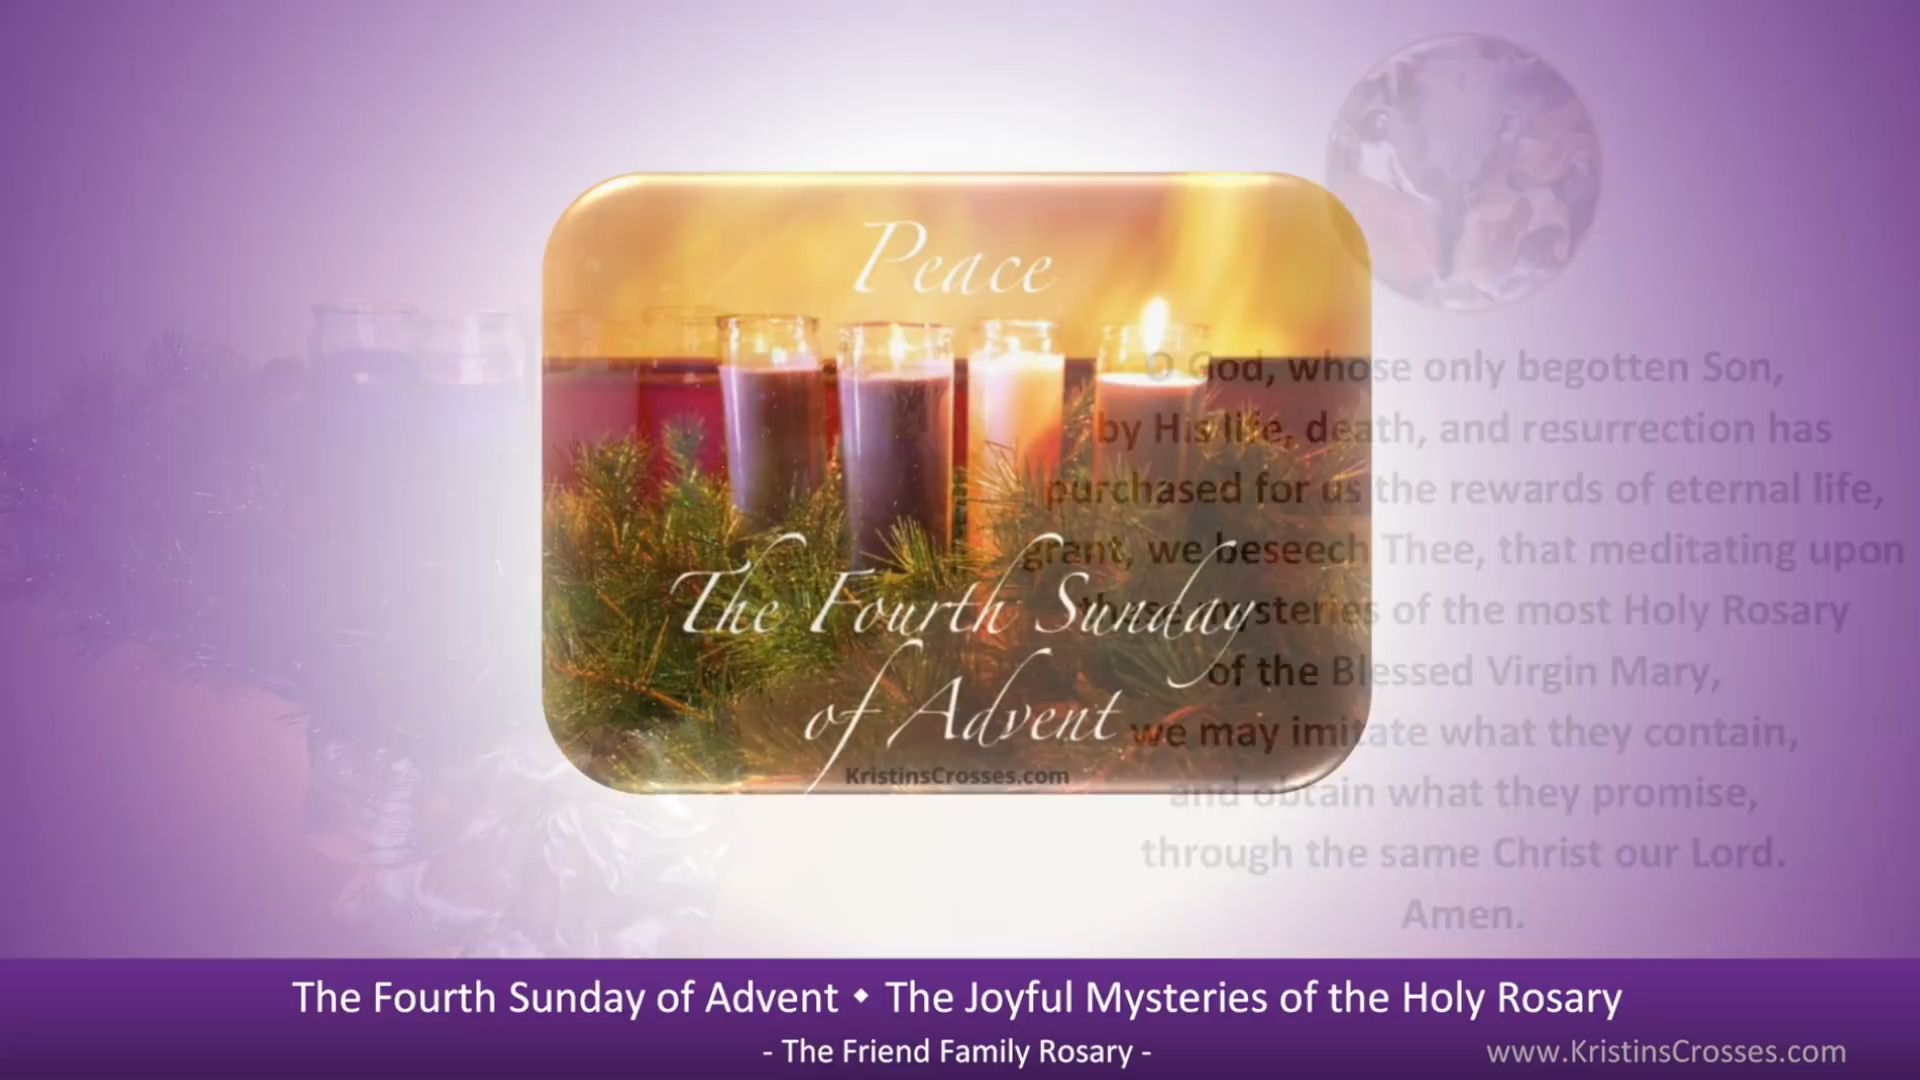 Peace
The Fourth Sunday
of Advent
KristinsCrosses.com
O God, whose only begotten Son,
by His life, death, and resurrection has
purchased for us the rewards of eternal life,
grant, we beseech Thee, that meditating upon
these mysteries of the most Holy Rosary
of the Blessed Virgin Mary,
we may imitate what they contain,
and obtain what they promise,
through the same Christ our Lord.
Amen.
The Fourth Sunday of Advent • The Joyful Mysteries of the Holy Rosary
- The Friend Family Rosary -
www.KristinsCrosses.com